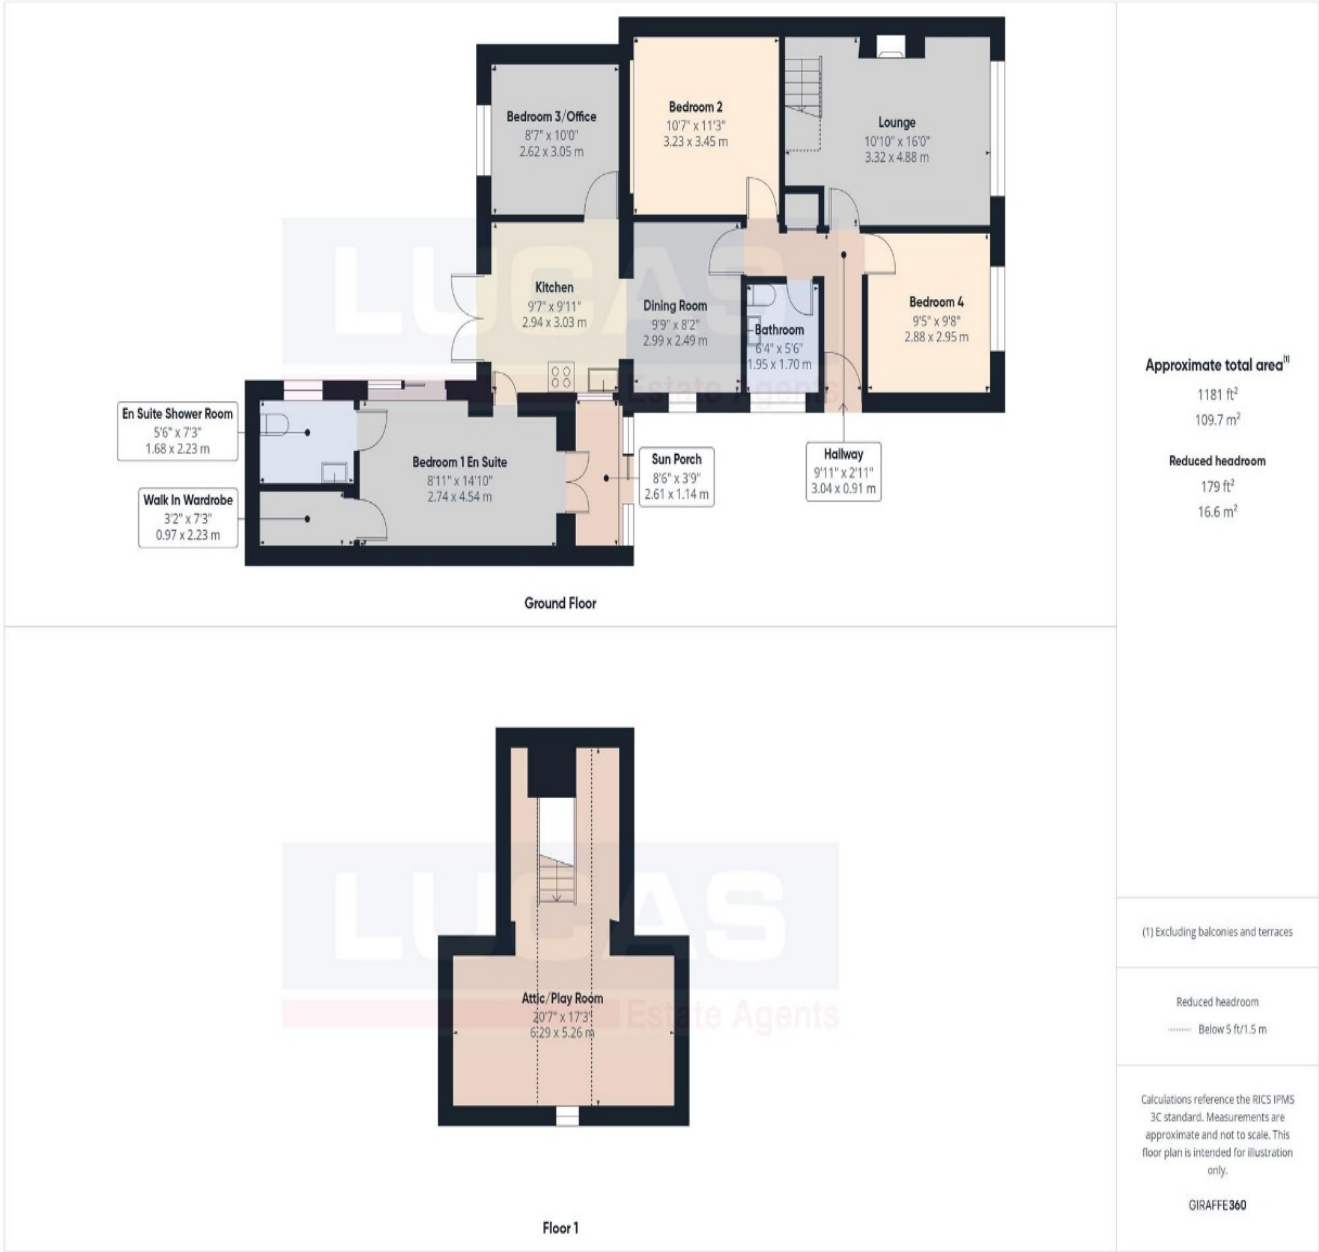 Bedroom 3/Office
8'7" x 10'0"
2.62 x 3.05 m
Bedroom 2
10'7" x 11'3"
3.23 x 3.45 m
Lounge
10'10" x 16'0"
3.32 x 4.88 m
Kitchen
9'7" x 9'11"
2.94 x 3.03 m
Dining Room
9'9" x 8'2"
2.99 x 2.49 m
Bathroom
6'4" x 5'6"
1.95 x 1.70 m
Bedroom 4
9'5" x 9'8"
2.88 x 2.95 m
LUCAS
Estate Agents
En Suite Shower Room
5'6" x 7'3"
1.68 x 2.23 m
Walk In Wardrobe
3'2" x 7'3"
0.97 x 2.23 m
Bedroom 1 En Suite
8'11" x 14'10"
2.74 x 4.54 m
Sun Porch
8'6" x 3'9"
2.61 x 1.14 m
Hallway
9'11" x 2'11"
3.04 x 0.91 m
Ground Floor
Approximate total area(1)
1181 ft²
109.7 m²
Reduced headroom
179 ft²
16.6 m²
LUCAS
Estate Agents
Attic/Play Room
20'7" x 17'3"
6.29 x 5.26 m
Floor 1
(1) Excluding balconies and terraces
Reduced headroom
Below 5 ft/1.5 m
Calculations reference the RICS IPMS
3C standard. Measurements are
approximate and not to scale. This
floor plan is intended for illustration
only.
GIRAFFE360